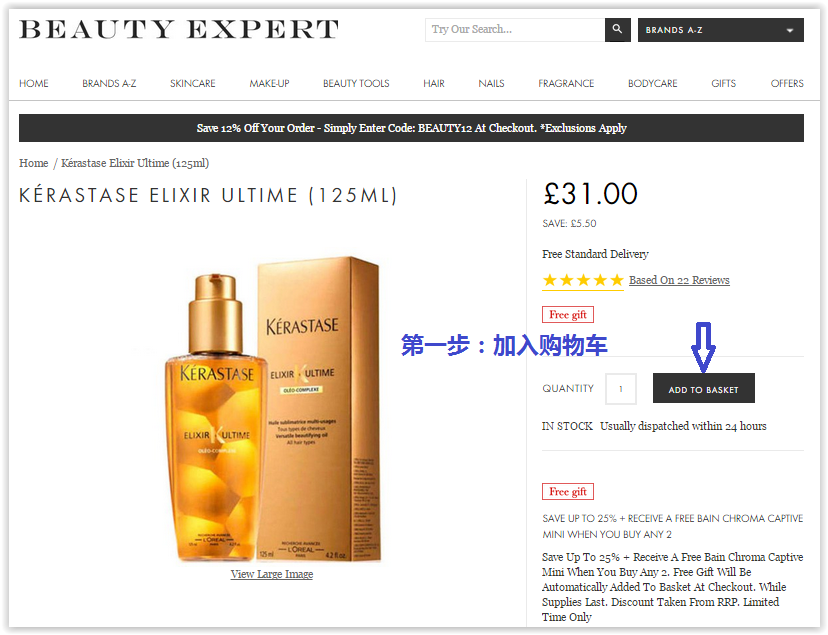 BEAUTY EXPERT
Try Our Search...
BRANDS A-Z
HOME BRANDS A-Z SKINCARE MAKE-UP BEAUTY TOOLS HAIR NAILS FRAGRANCE BODYCARE GIFTS OFFERS
Save 12% Off Your Order - Simply Enter Code: BEAUTY12 At Checkout. *Exclusions Apply
Home / Kérastase Elixir Ultime (125ml)
KÉRASTASE ELIXIR ULTIME (125ML)
£31.00
SAVE: £5.50
Free Standard Delivery
Based On 22 Reviews
Free gift
第一步：加入购物车
QUANTITY 1 ADD TO BASKET
IN STOCK Usually dispatched within 24 hours
KÉRASTASE
ELIXIR K ULTIME
OLÉO-COMPLEXE
Huile sublimatrice multi-usages
Tous types de cheveux
Versatile beautifying oil
All hair types
RECHERCHE AVANCÉE
L'ORÉAL
PARIS
125 ml 4.2 fl.oz.
KÉRASTASE
ELIXIR K ULTIME
OLÉO-COMPLEXE
RECHERCHE AVANCÉE
L'ORÉAL
PARIS
View Large Image
Free gift
SAVE UP TO 25% + RECEIVE A FREE BAIN CHROMA CAPTIVE
MINI WHEN YOU BUY ANY 2
Save Up To 25% + Receive A Free Bain Chroma Captive
Mini When You Buy Any 2. Free Gift Will Be
Automatically Added To Basket At Checkout. While
Supplies Last. Discount Taken From RRP. Limited
Time Only